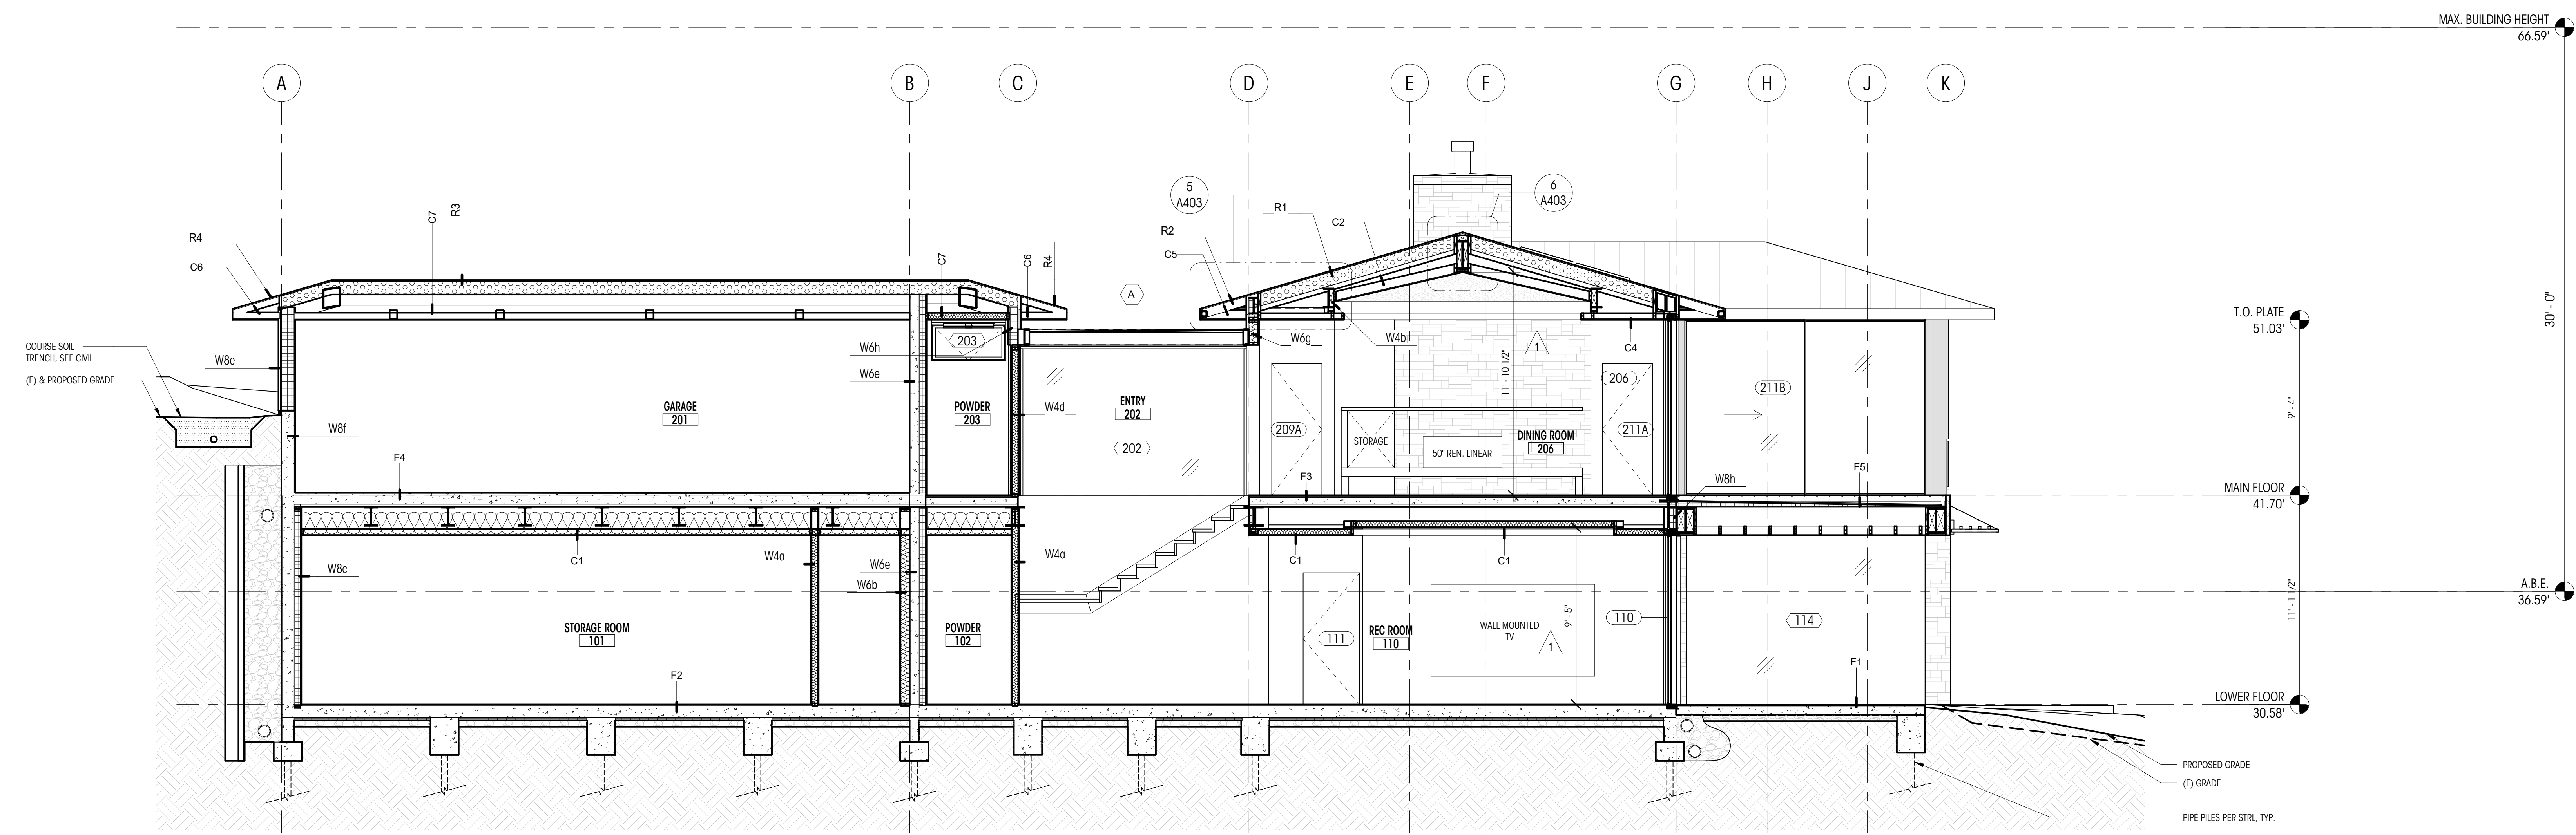 MAX. BUILDING HEIGHT
66.59'
A
B
C
D
E
F
G
H
J
K
5
A403
6
A403
R4
C6
C7
R3
C7
C6
R4
R2
C5
R1
C2
A
T.O. PLATE
51.03'
30' - 0"
COURSE SOIL
TRENCH, SEE CIVIL
(E) & PROPOSED GRADE
W8e
W6h
W6e
203
W6g
W4b
C4
1
11' - 10 1/2"
206
211B
9' - 4"
GARAGE
201
POWDER
203
W4d
ENTRY
202
202
W8f
F4
209A
STORAGE
50" REN. LINEAR
DINING ROOM
206
211A
F3
W8h
F5
MAIN FLOOR
41.70'
C1
W8c
W4a
W6e
W6b
W4a
C1
C1
A.B.E.
36.59'
11' - 1 1/2"
STORAGE ROOM
101
POWDER
102
111
REC ROOM
110
WALL MOUNTED
TV
1
9' - 5"
110
114
F2
F1
LOWER FLOOR
30.58'
PROPOSED GRADE
(E) GRADE
PIPE PILES PER STRL, TYP.